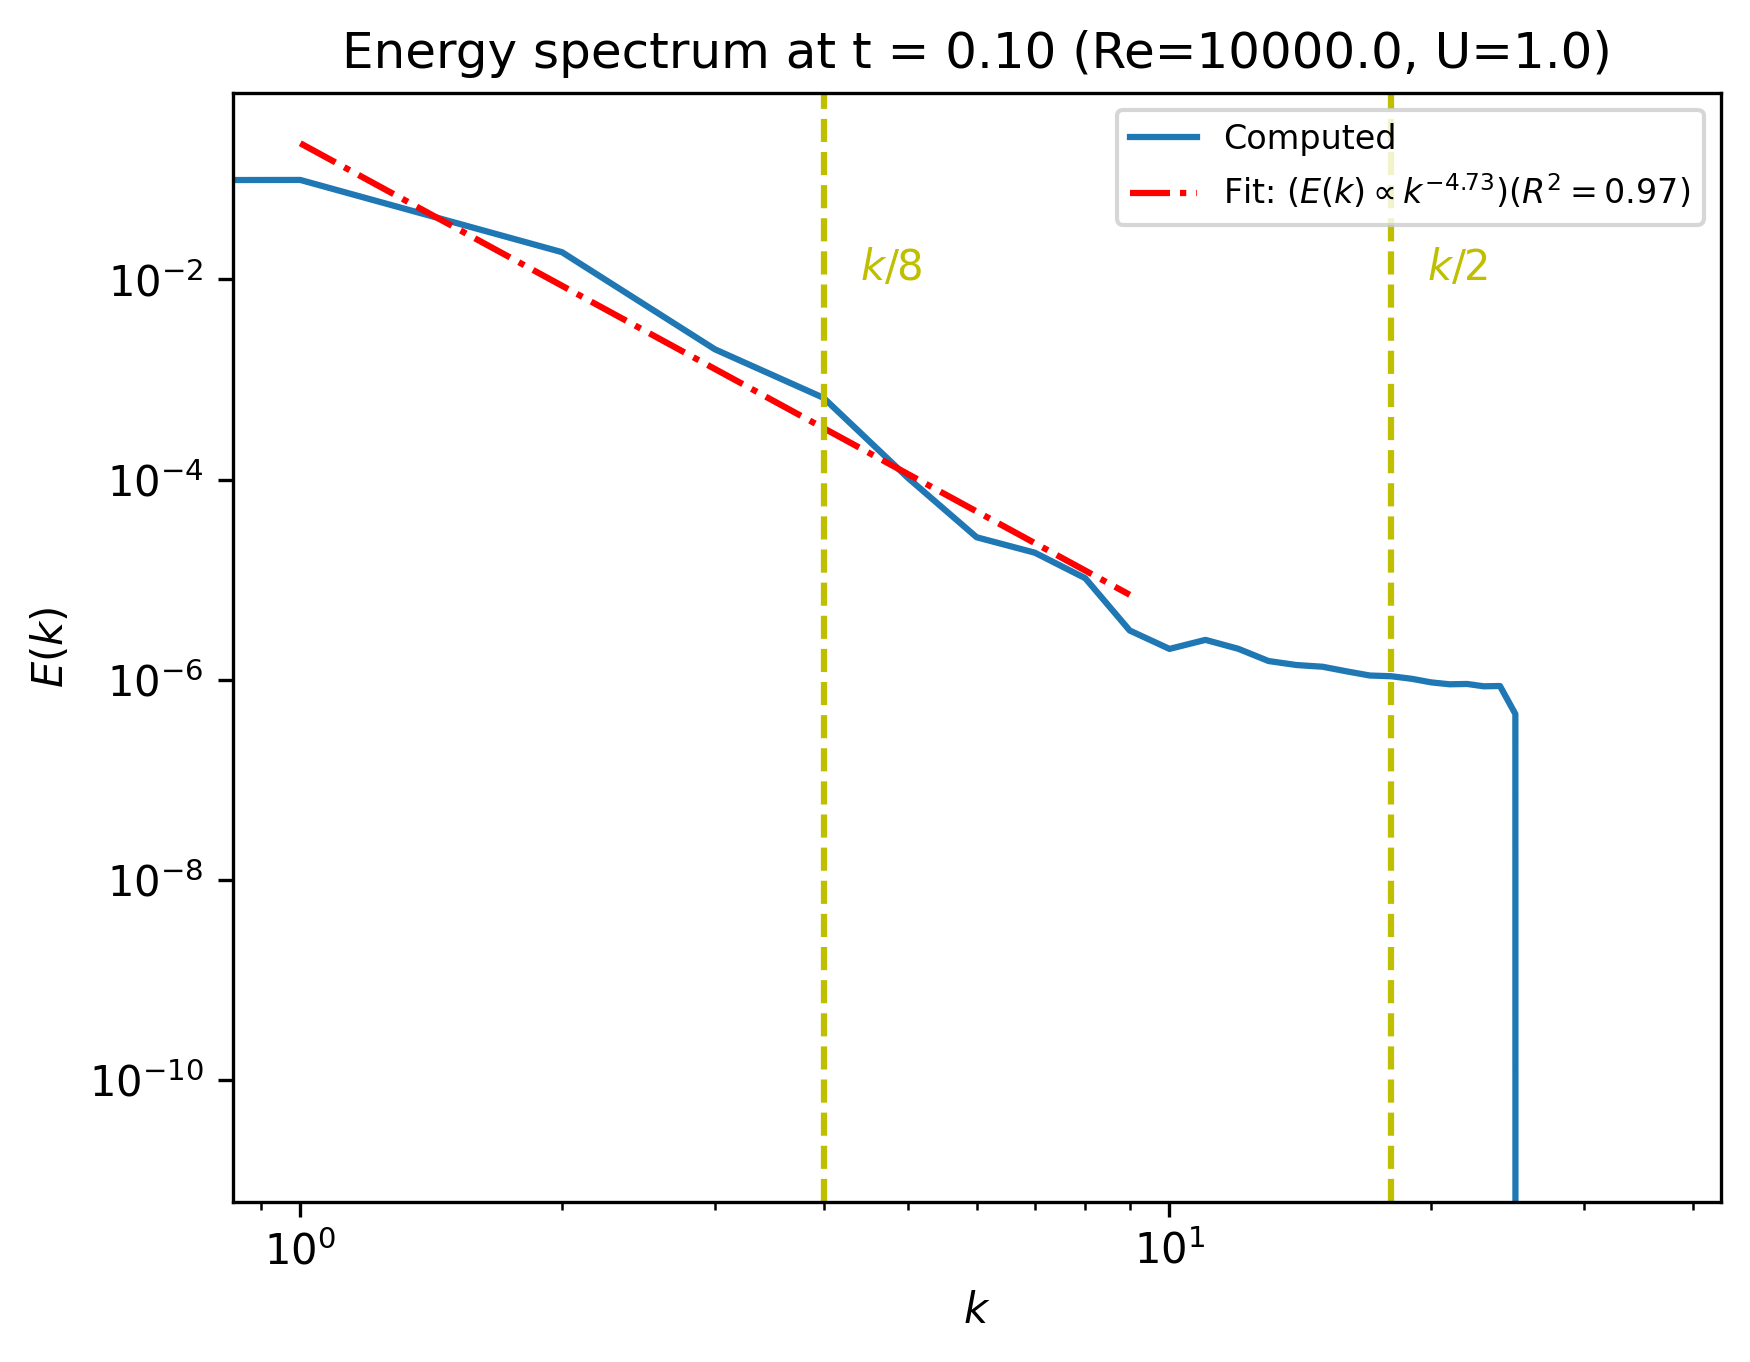 Energy spectrum at t = 0.10 (Re=10000.0, U=1.0)
Computed
Fit: (E(k) ∝ k^{-4.73})(R^2 = 0.97)
k/8
k/2
10^{-2}
10^{-4}
10^{-6}
10^{-8}
10^{-10}
E(k)
10^0
10^1
k